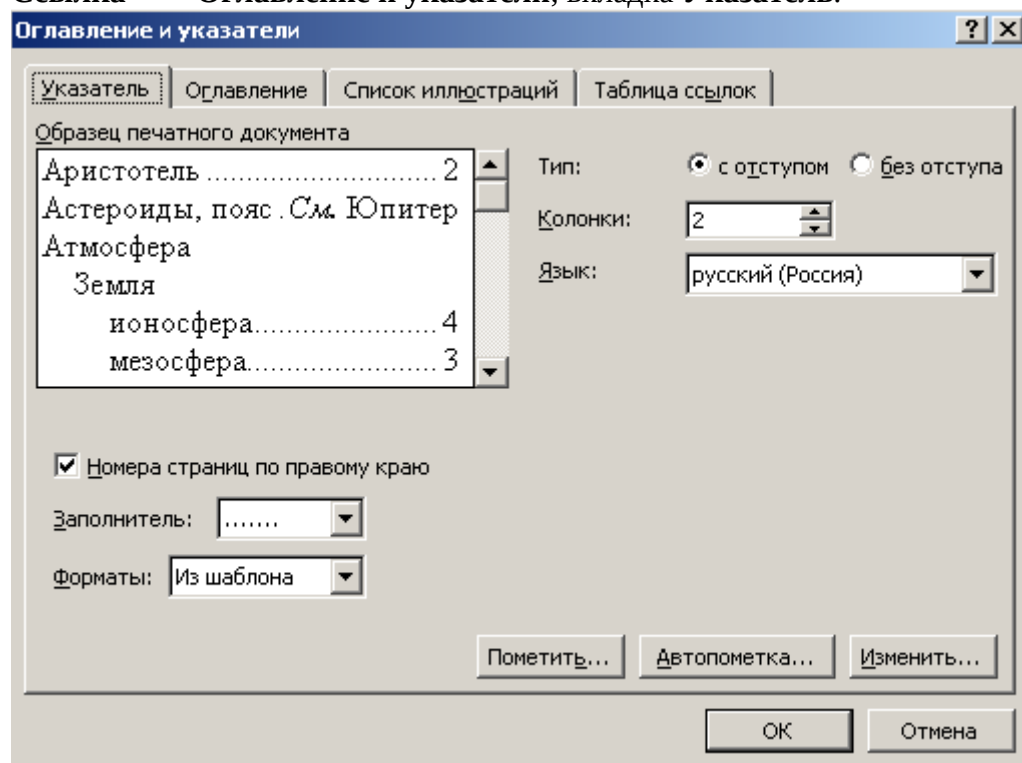 Оглавление и указатели
Указатель Оглавление Список иллюстраций Таблица ссылок
Образец печатного документа
Аристотель ............................ 2
Астероиды, пояс . См. Юпитер
Атмосфера
Земля
ионосфера....................... 4
мезосфера........................ 3
Тип: с отступом без отступа
Колонки: 2
Язык: русский (Россия)
Номера страниц по правому краю
Заполнитель: .......
Форматы: Из шаблона
Пометить... Автопометка... Изменить...
ОК Отмена